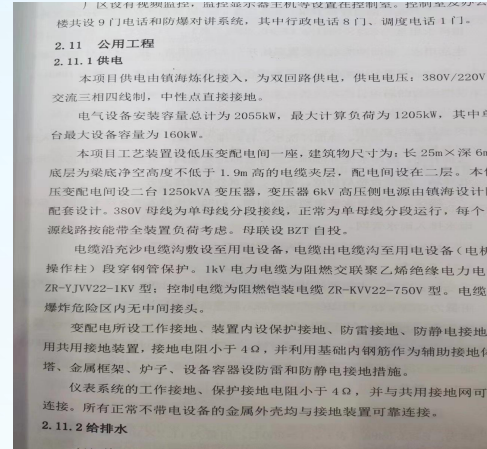 厂区设有视频监控，监控显示器主机等设置在控制室。控制室及办公
楼共设9门电话和防爆对讲系统，其中行政电话8门、调度电话1门。
2.11 公用工程
2.11.1 供电
本项目供电由镇海炼化接入，为双回路供电，供电电压：380V/220V
交流三相四线制，中性点直接接地。
电气设备安装容量总计为2055kW，最大计算负荷为1205kW，其中单
台最大设备容量为160kW。
本项目工艺装置设低压变配电间一座，建筑物尺寸为：长25m×深6m
底层为梁底净空高度不低于1.9m高的电缆夹层，配电间设在二层。本
压变配电间设二台1250kVA变压器，变压器6kV高压侧电源由镇海设计
配套设计。380V母线为单母线分段接线，正常为单母线分段运行，每个
源线路按能带全装置负荷考虑。母联设BZT自投。
电缆沿充沙电缆沟敷设至用电设备，电缆出电缆沟至用电设备（电
操作柱）段穿钢管保护。1kV电力电缆为阻燃交联聚乙烯绝缘电力电
ZR-YJVV22-1KV型；控制电缆为阻燃铠装电缆ZR-KVV22-750V型。电缆
爆炸危险区内无中间接头。
变配电所设工作接地、装置内设保护接地、防雷接地、防静电接地
用共用接地装置，接地电阻小于4Ω，并利用基础内钢筋作为辅助接地
塔、金属框架、炉子、设备容器设防雷和防静电接地措施。
仪表系统的工作接地、保护接地电阻小于4Ω，并与共用接地网可
连接。所有正常不带电设备的金属外壳均与接地装置可靠连接。
2.11.2给排水